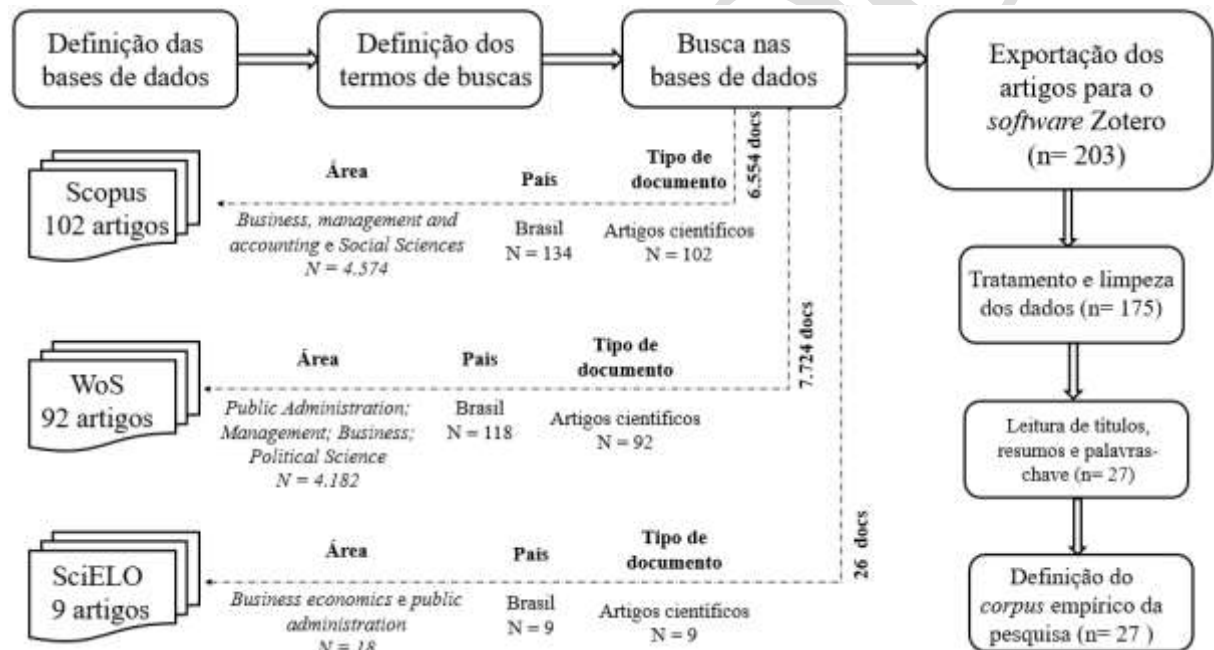 Definição das
bases de dados
Definição dos
termos de buscas
Busca nas
bases de dados
Exportação dos
artigos para o
software Zotero
(n= 203)
6.554 docs
Scopus
102 artigos
Área
País
Tipo de
documento
Business, management and
accounting e Social Sciences
N = 4.574
Brasil
N = 134
Artigos científicos
N = 102
Tratamento e limpeza
dos dados (n= 175)
7.724 docs
WoS
92 artigos
Área
País
Tipo de
documento
Public Administration;
Management; Business;
Political Science
N = 4.182
Brasil
N = 118
Artigos científicos
N = 92
Leitura de títulos,
resumos e palavras-
chave (n= 27)
26 docs
SciELO
9 artigos
Área
País
Tipo de
documento
Business economics e public
administration
N = 18
Brasil
N = 9
Artigos científicos
N = 9
Definição do
corpus empírico da
pesquisa (n= 27 )